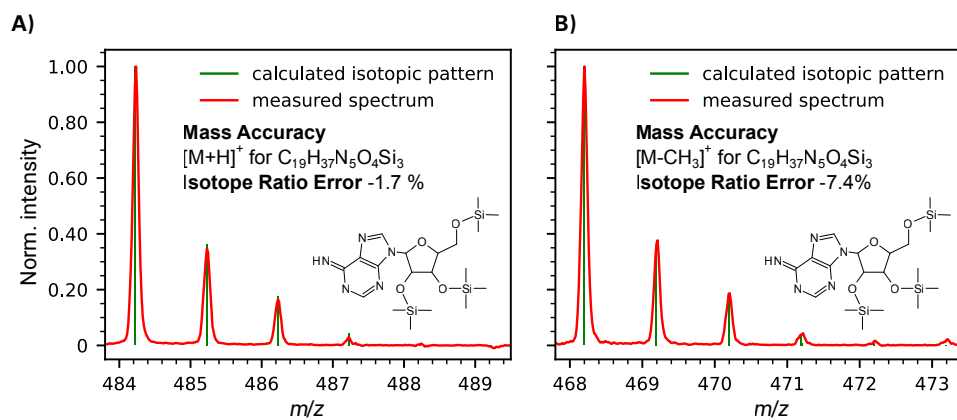 A)
1.00
0.80
0.60
0.40
0.20
0
Norm. intensity
calculated isotopic pattern
measured spectrum
Mass Accuracy
[M+H]⁺ for C₁₉H₃₇N₅O₄Si₃
Isotope Ratio Error -1.7 %
HN
N
N
N
N
O
O
Si
O
Si
O
Si
484
485
486
487
488
489
m/z
B)
calculated isotopic pattern
measured spectrum
Mass Accuracy
[M-CH₃]⁺ for C₁₉H₃₇N₅O₄Si₃
Isotope Ratio Error -7.4%
HN
N
N
N
N
O
O
Si
O
Si
O
Si
468
469
470
471
472
473
m/z